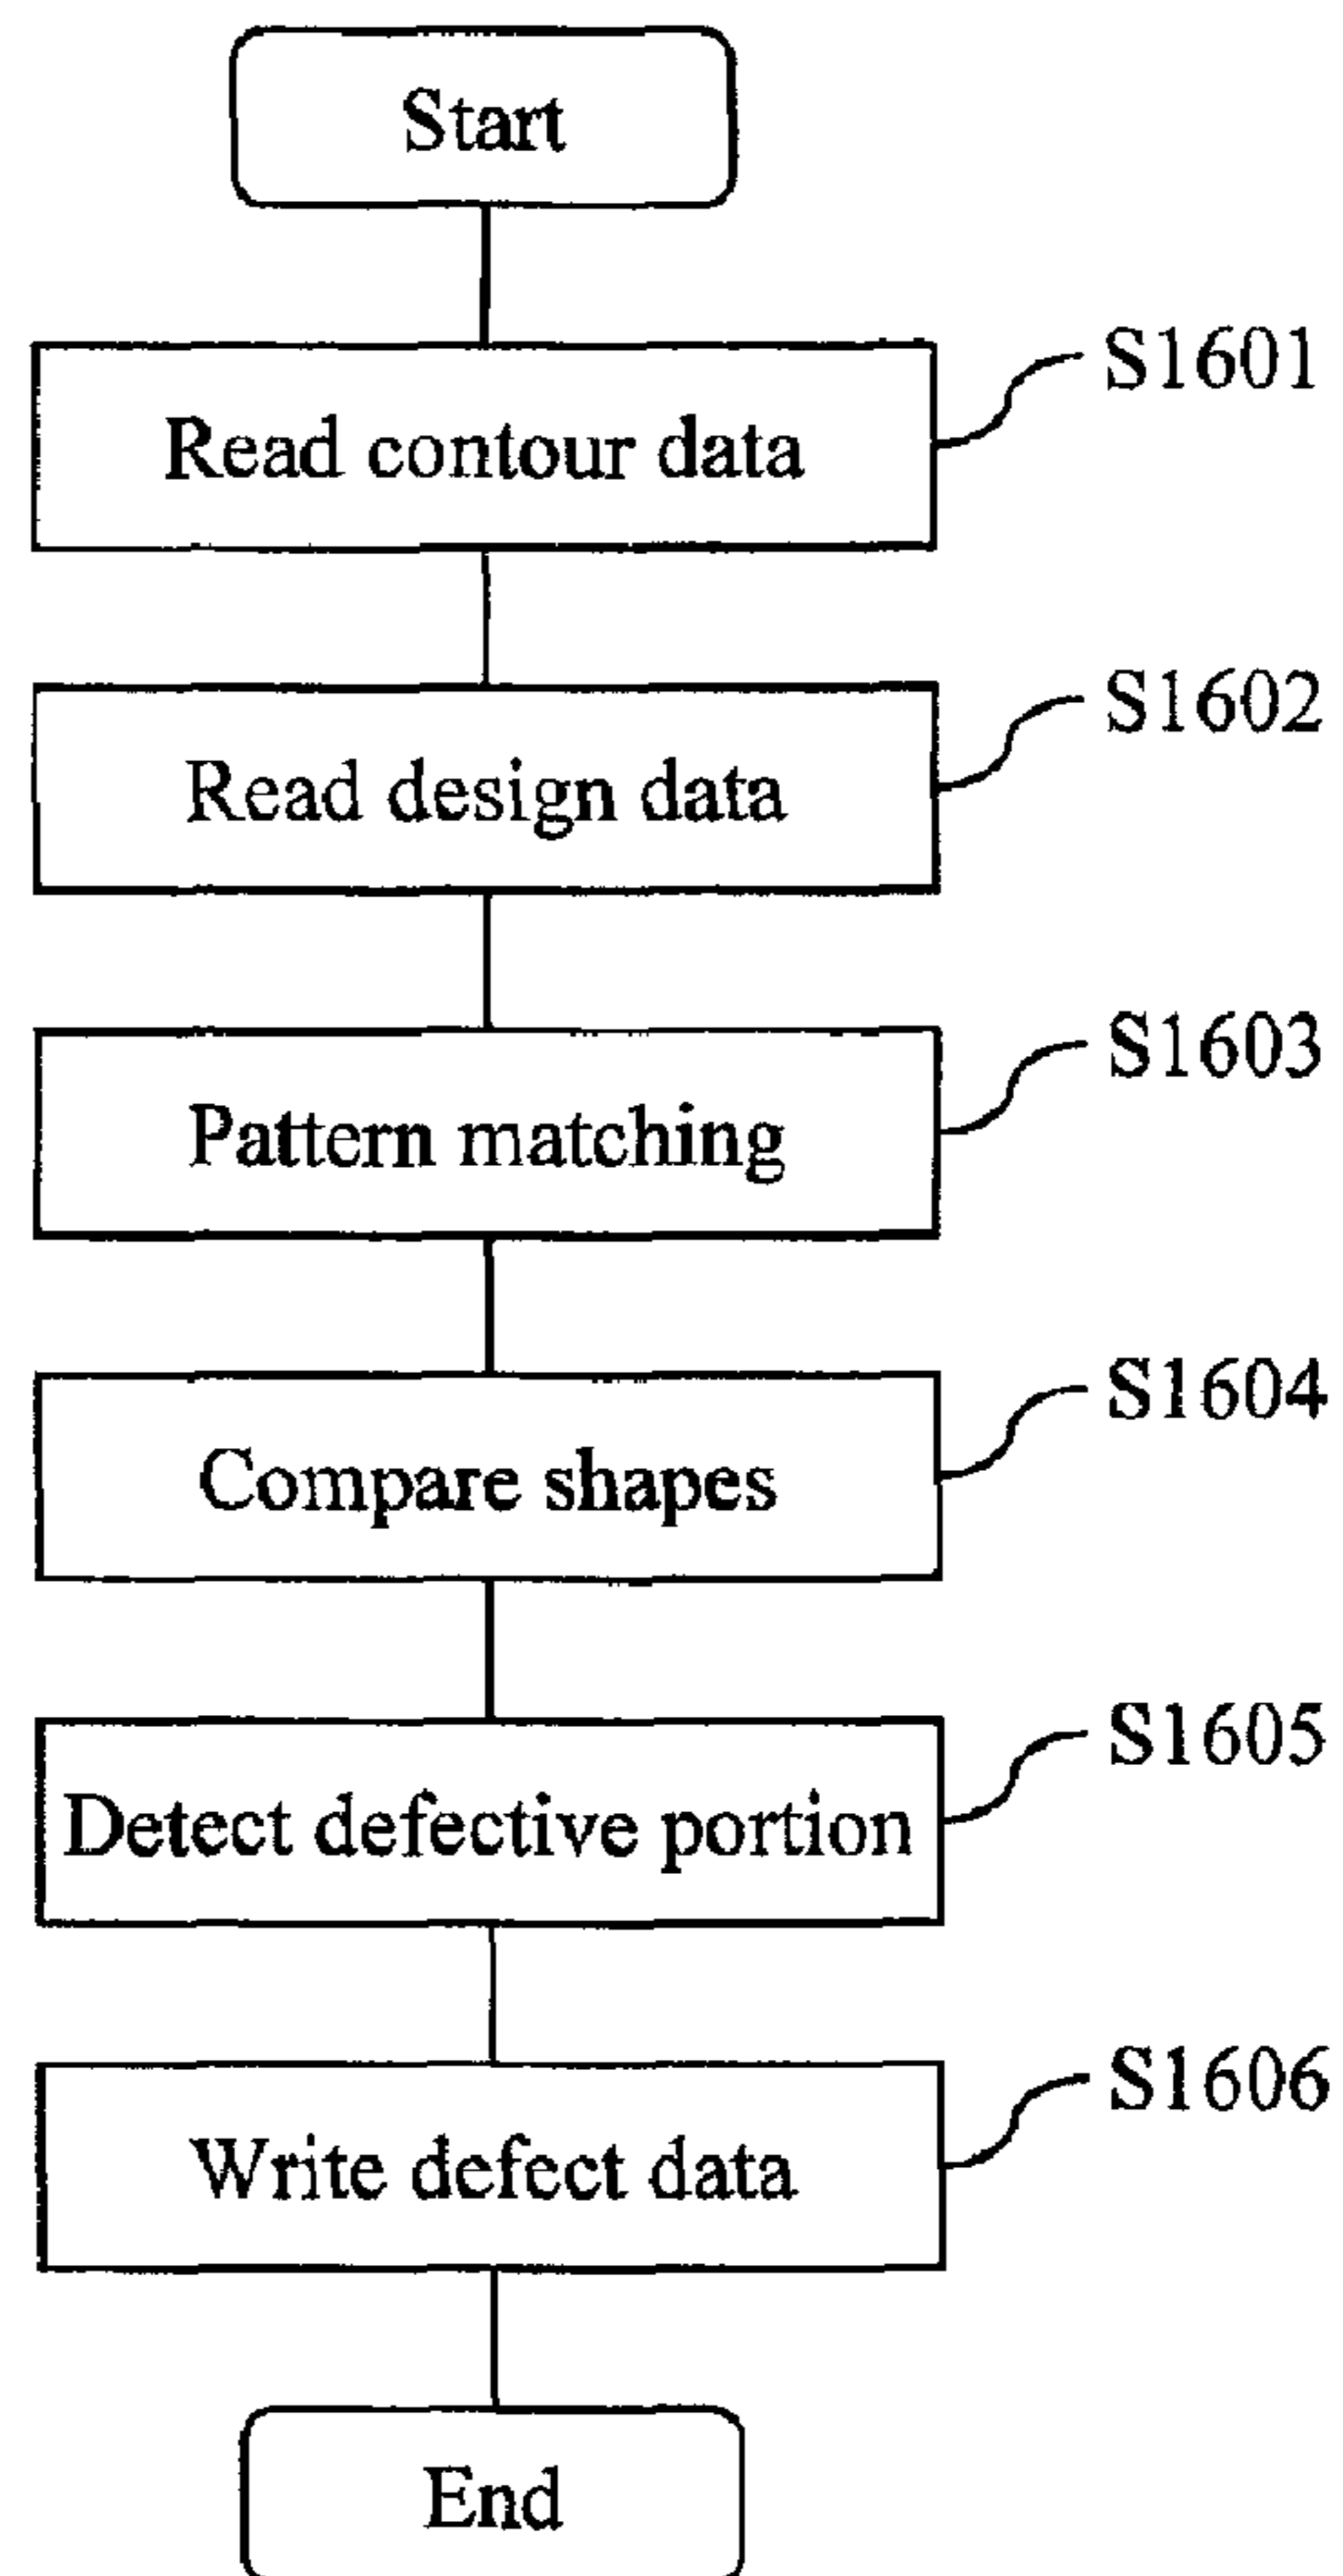 Start
S1601
Read contour data
S1602
Read design data
S1603
Pattern matching
S1604
Compare shapes
S1605
Detect defective portion
S1606
Write defect data
End